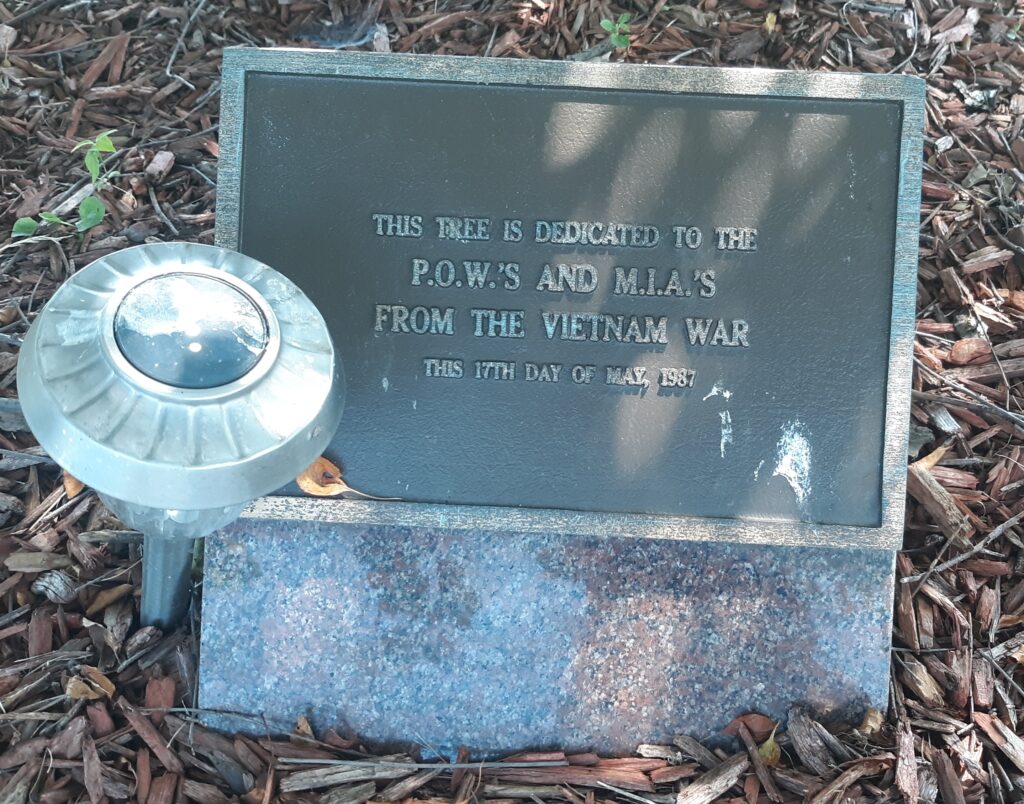 THIS TREE IS DEDICATED TO THE
P.O.W.'S AND M.I.A.'S
FROM THE VIETNAM WAR
THIS 17TH DAY OF MAY, 1987